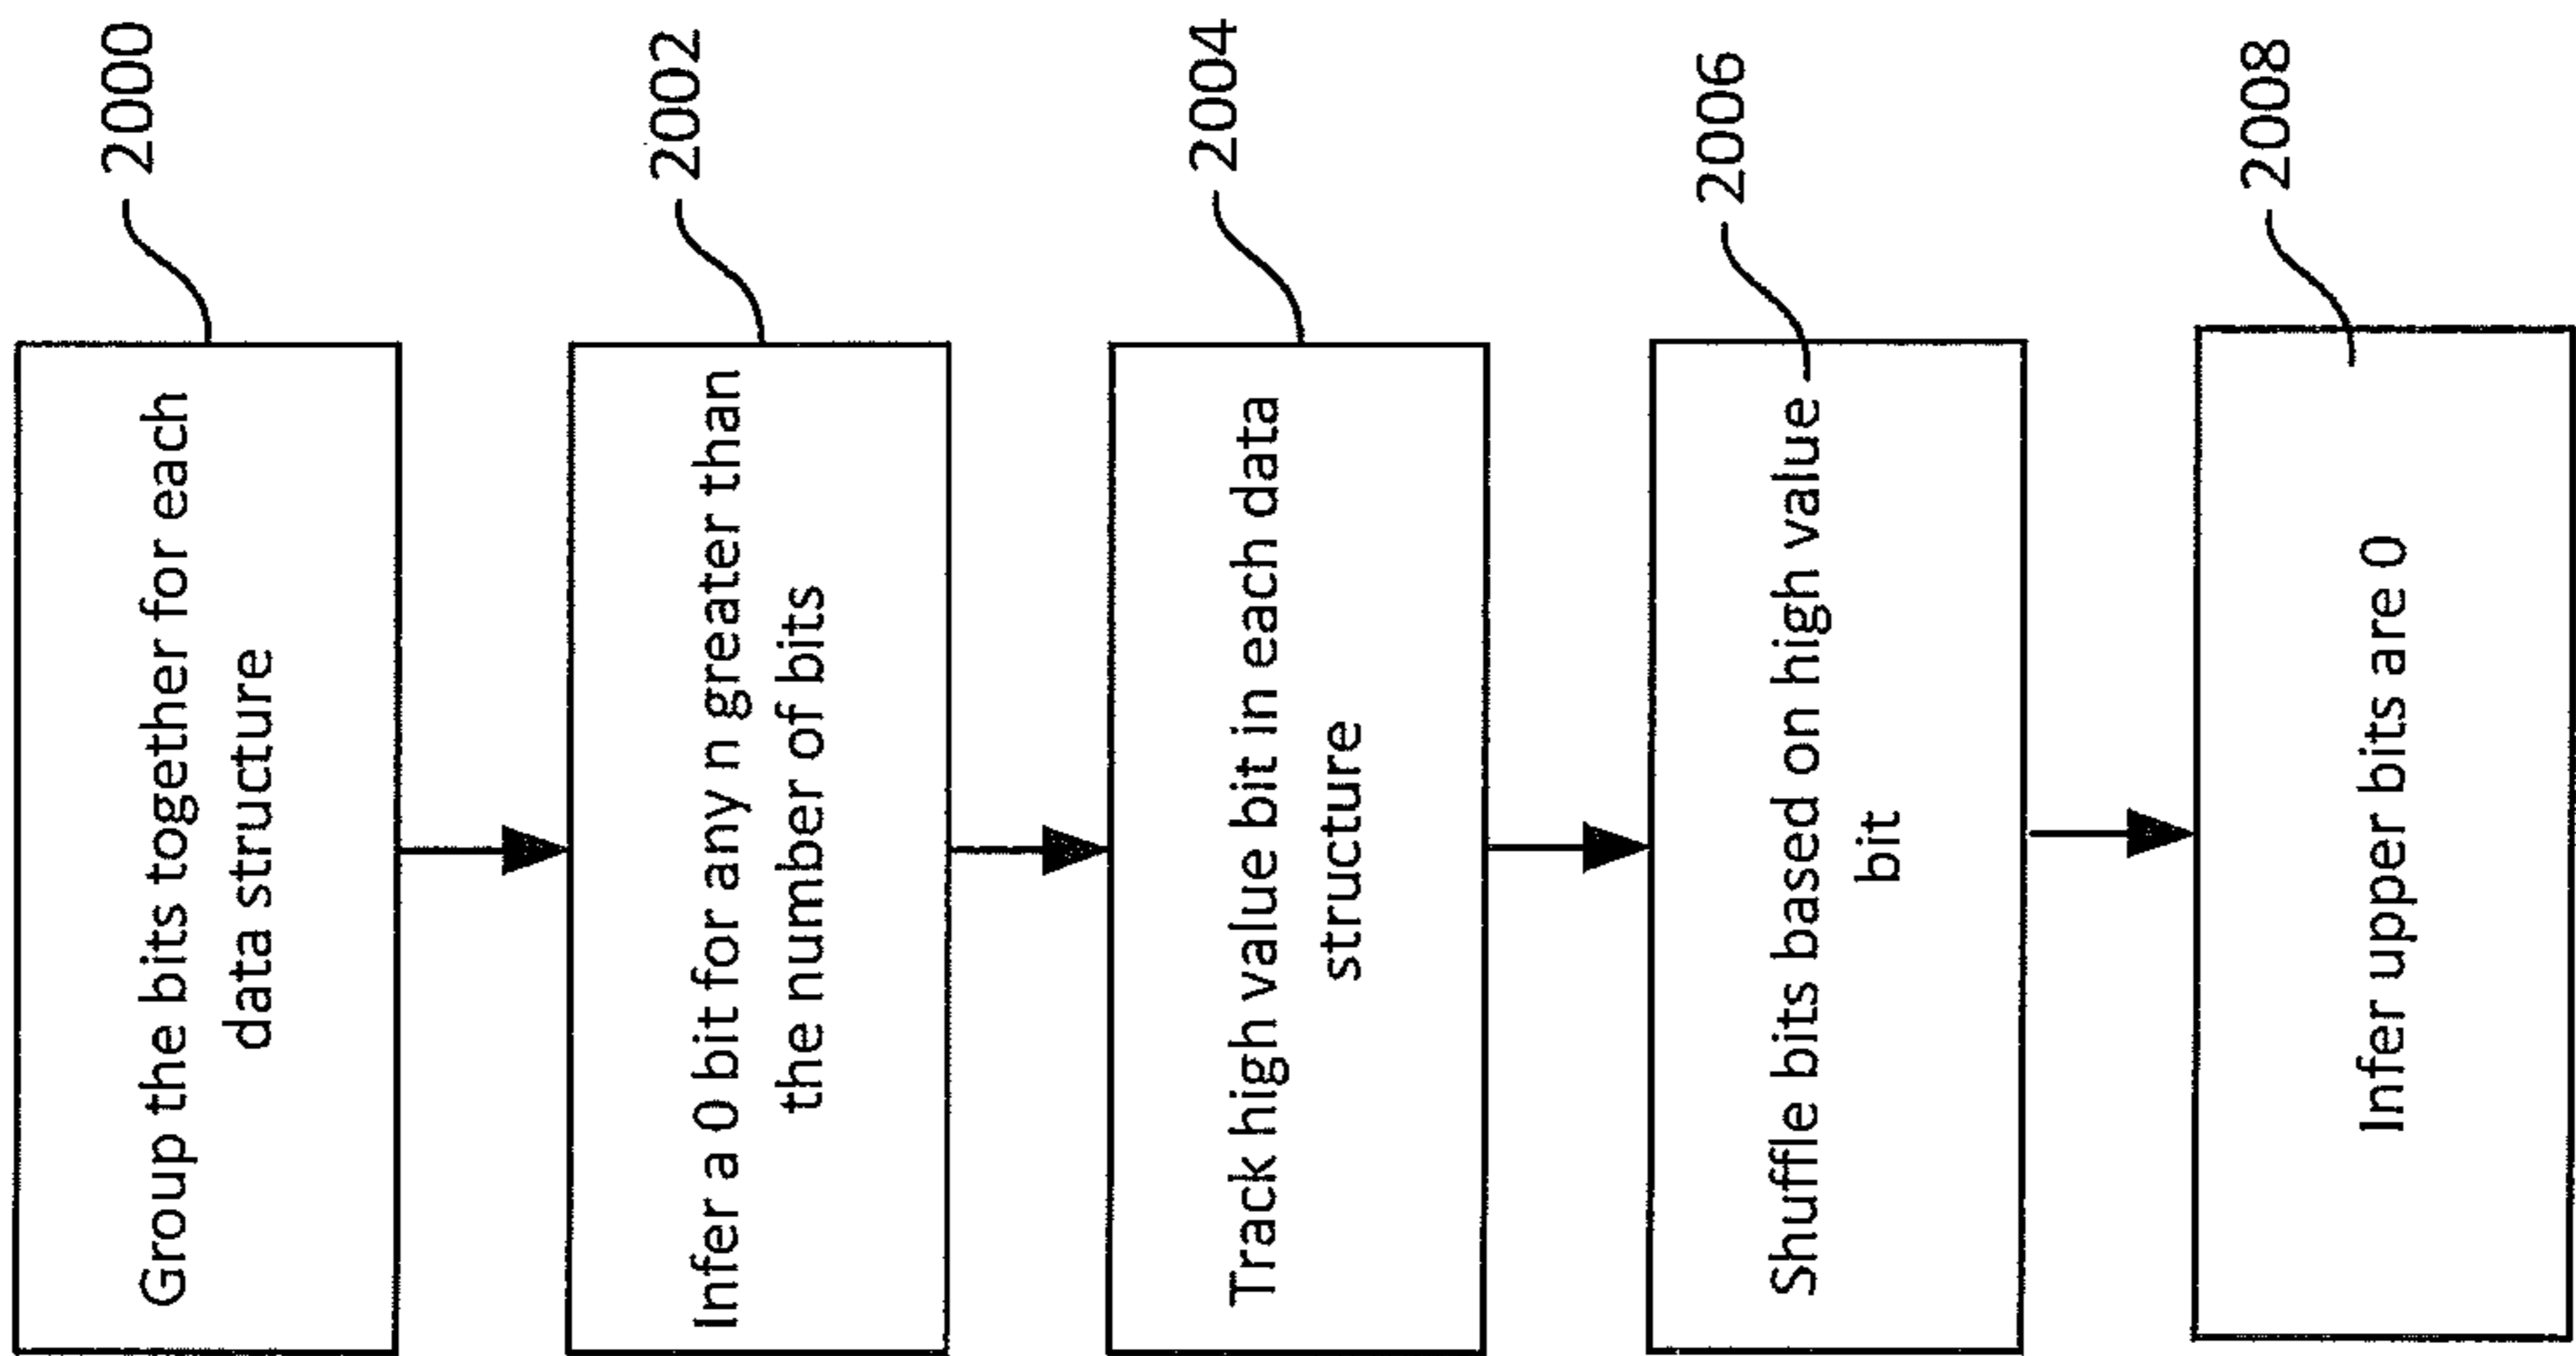 Group the bits together for each
data structure
2000
Infer a 0 bit for any n greater than
the number of bits
2002
Track high value bit in each data
structure
2004
Shuffle bits based on high value
bit
2006
Infer upper bits are 0
2008